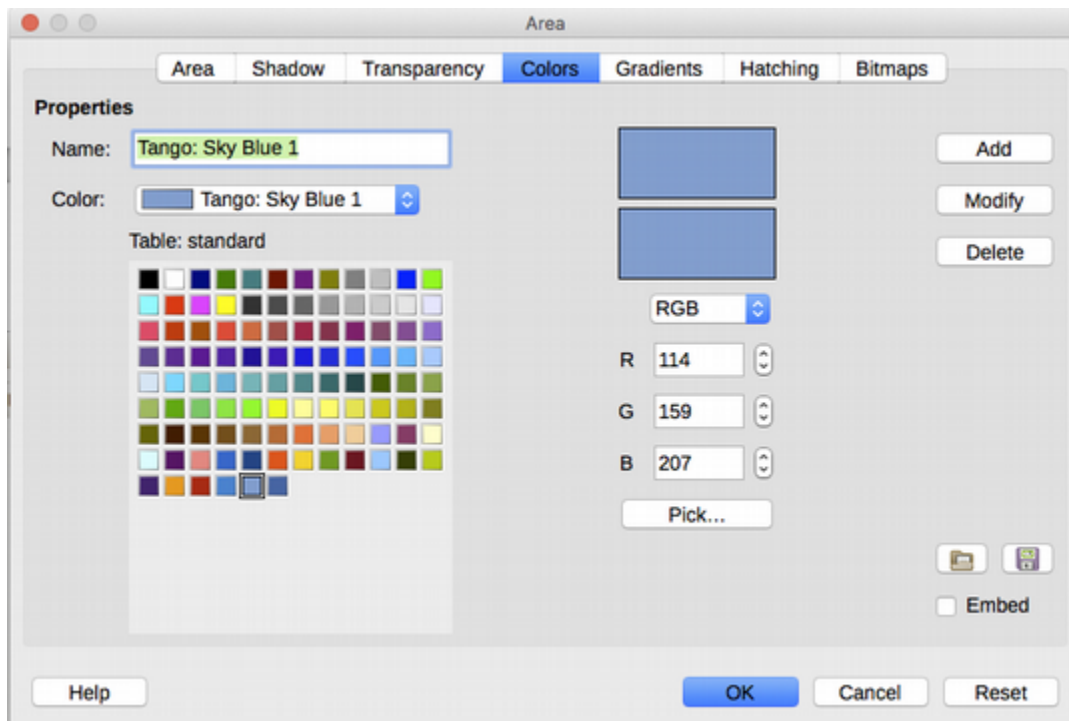 Area
Area Shadow Transparency Colors Gradients Hatching Bitmaps
Properties
Name: Tango: Sky Blue 1
Add
Color: Tango: Sky Blue 1
Modify
Table: standard
Delete
RGB
R 114
G 159
B 207
Pick...
Embed
Help OK Cancel Reset